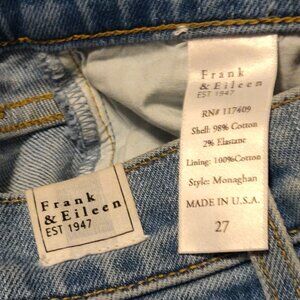 Frank
& Eileen
EST 1947
RN# 117409
Shell: 98% Cotton
2% Elastane
Lining: 100%Cotton
Style: Monaghan
MADE IN U.S.A.
27
Frank
& Eileen
EST 1947